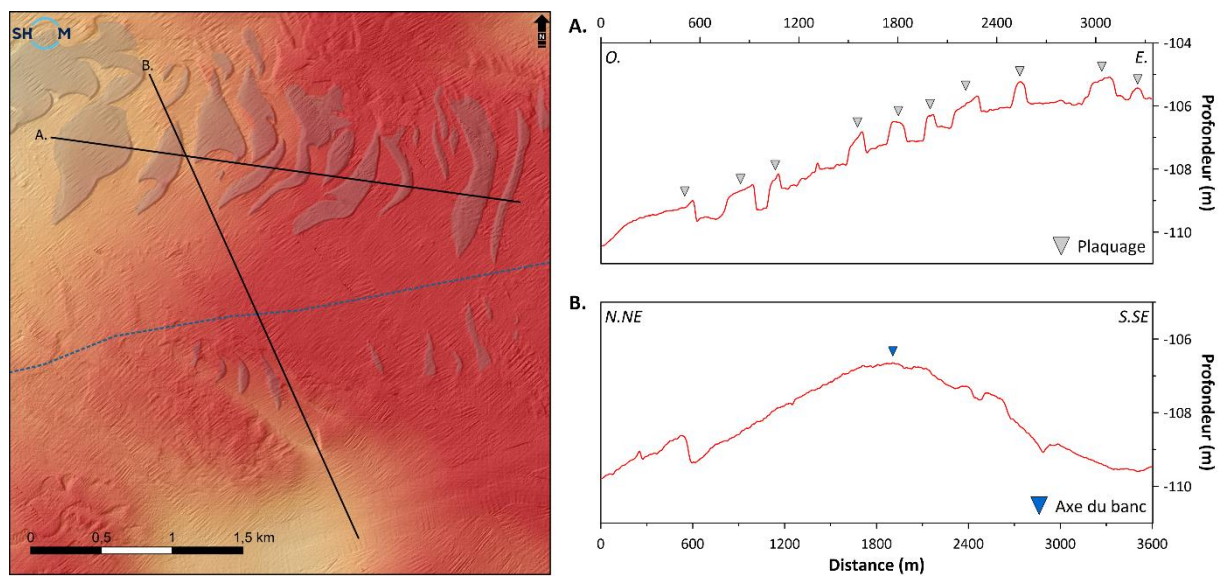 SHOM
N
B.
A.
0 0,5 1 1,5 km
A.
0 600 1200 1800 2400 3000
O. E.
-104
-106
-108
-110
Profondeur (m)
Plaquage
B.
N.NE S.SE
-106
-108
-110
Profondeur (m)
Axe du banc
0 600 1200 1800 2400 3000 3600
Distance (m)